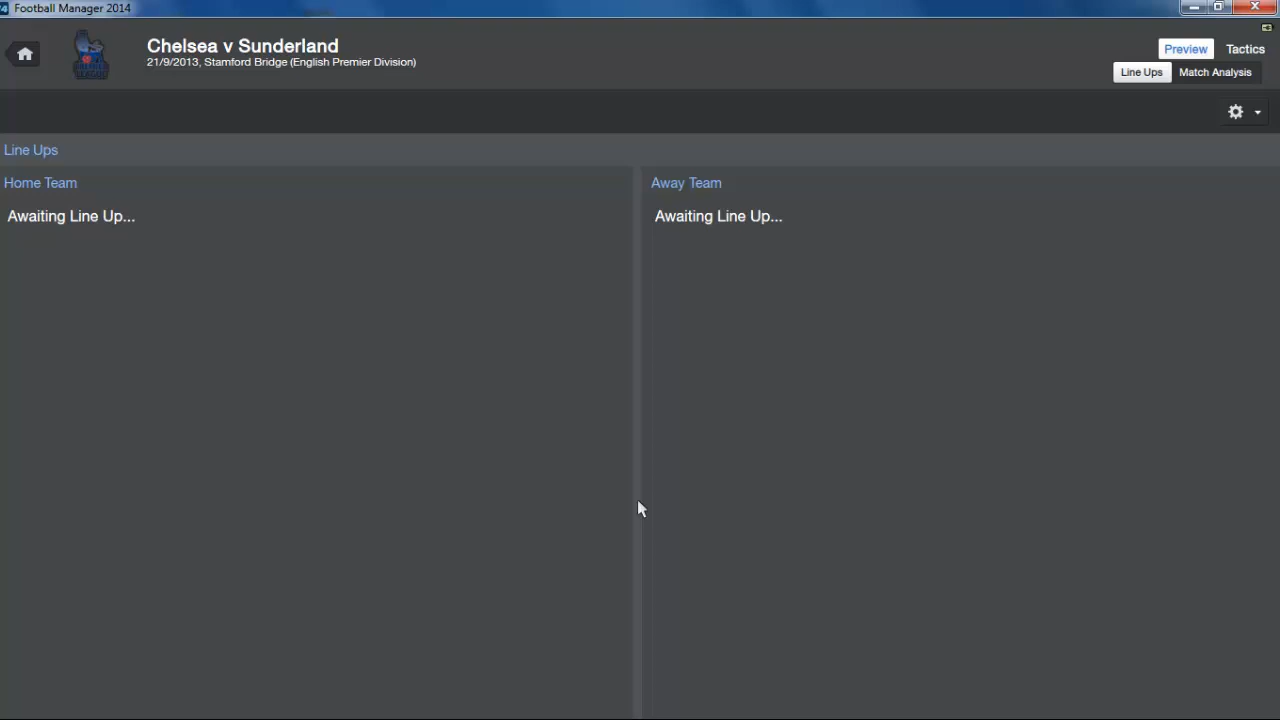 Football Manager 2014
Chelsea v Sunderland
21/9/2013, Stamford Bridge (English Premier Division)
Preview Tactics
Line Ups Match Analysis
Line Ups
Home Team
Awaiting Line Up...
Away Team
Awaiting Line Up...